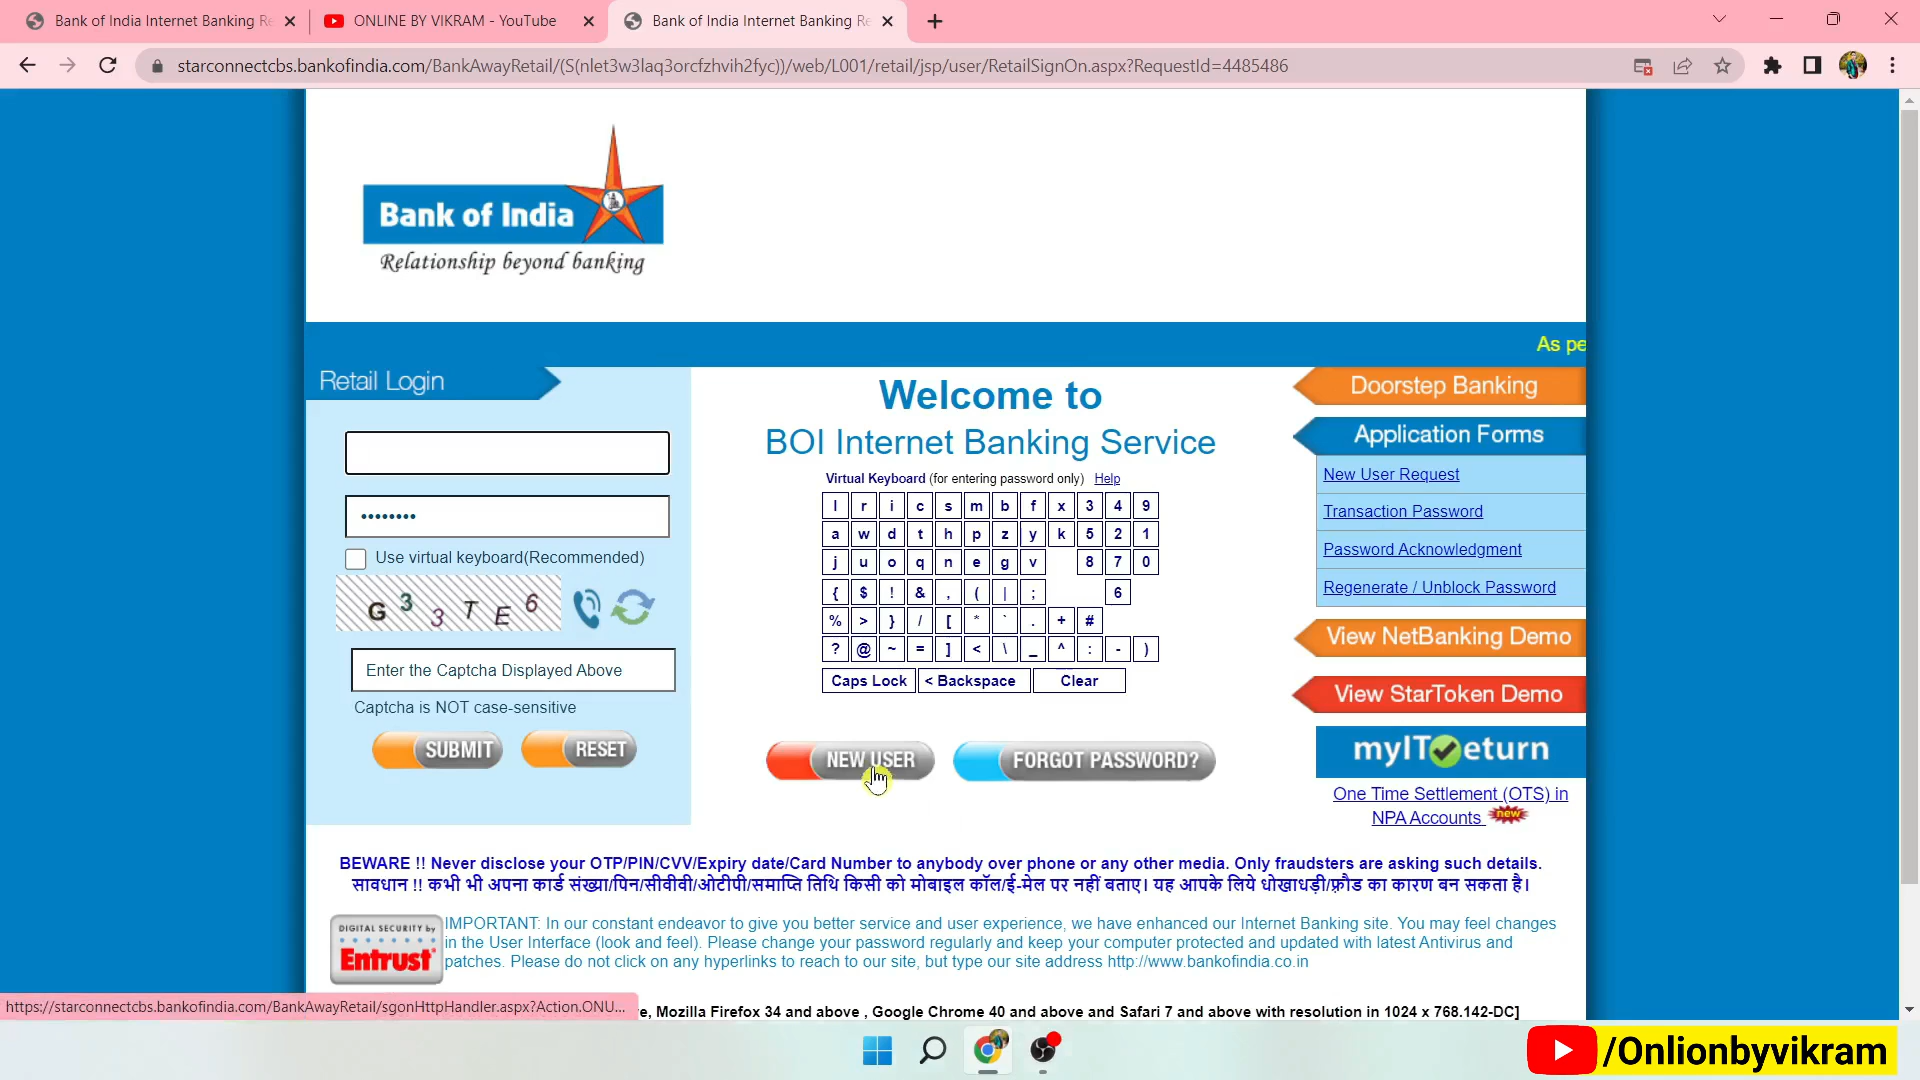 Bank of India Internet Banking Re
ONLINE BY VIKRAM - YouTube
Bank of India Internet Banking Re
starconnectcbs.bankofindia.com/BankAwayRetail/(S(nlet3w3laq3orcfzhvih2fyc))/web/L001/retail/jsp/user/RetailSignOn.aspx?RequestId=4485486
Bank of India
Relationship beyond banking
As pe
Retail Login
Use virtual keyboard(Recommended)
G 3 3 T E 6
Enter the Captcha Displayed Above
Captcha is NOT case-sensitive
SUBMIT RESET
Welcome to
BOI Internet Banking Service
Virtual Keyboard (for entering password only) Help
l r i c s m b f x 3 4 9
a w d t h p z y k 5 2 1
j u o q n e g v 8 7 0
{ $ ! & , ( | ; 6
% > } / [ * ` . + #
? @ ~ = ] < \ _ ^ : - )
Caps Lock < Backspace Clear
NEW USER FORGOT PASSWORD?
Doorstep Banking
Application Forms
New User Request
Transaction Password
Password Acknowledgment
Regenerate / Unblock Password
View NetBanking Demo
View StarToken Demo
myITeturn
One Time Settlement (OTS) in
NPA Accounts new
BEWARE !! Never disclose your OTP/PIN/CVV/Expiry date/Card Number to anybody over phone or any other media. Only fraudsters are asking such details.
सावधान !! कभी भी अपना कार्ड संख्या/पिन/सीवीवी/ओटीपी/समाप्ति तिथि किसी को मोबाइल कॉल/ई-मेल पर नहीं बताए। यह आपके लिये धोखाधड़ी/फ़्रौड का कारण बन सकता है।
DIGITAL SECURITY by
Entrust
IMPORTANT: In our constant endeavor to give you better service and user experience, we have enhanced our Internet Banking site. You may feel changes
in the User Interface (look and feel). Please change your password regularly and keep your computer protected and updated with latest Antivirus and
patches. Please do not click on any hyperlinks to reach to our site, but type our site address http://www.bankofindia.co.in
https://starconnectcbs.bankofindia.com/BankAwayRetail/sgonHttpHandler.aspx?Action.ONU...
e, Mozilla Firefox 34 and above , Google Chrome 40 and above and Safari 7 and above with resolution in 1024 x 768.142-DC]
/Onlionbyvikram